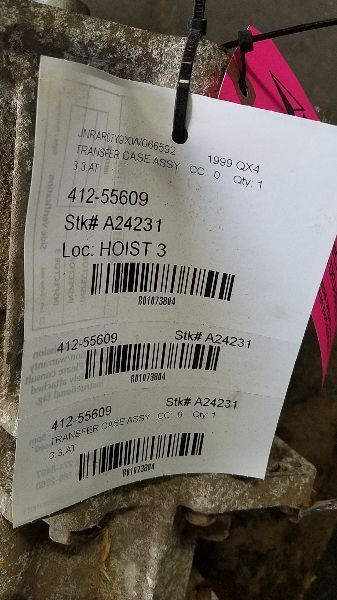 JNRAR07Y9XW066592 1999 QX4
TRANSFER CASE ASSY CC: 0 Qty: 1
3.3,AT
412-55609
Stk# A24231
Loc: HOIST 3
R01073804
412-55609 Stk# A24231
R01073804
412-55609 Stk# A24231
TRANSFER CASE ASSY CC: 0 Qty: 1
3.3,AT
R01073804